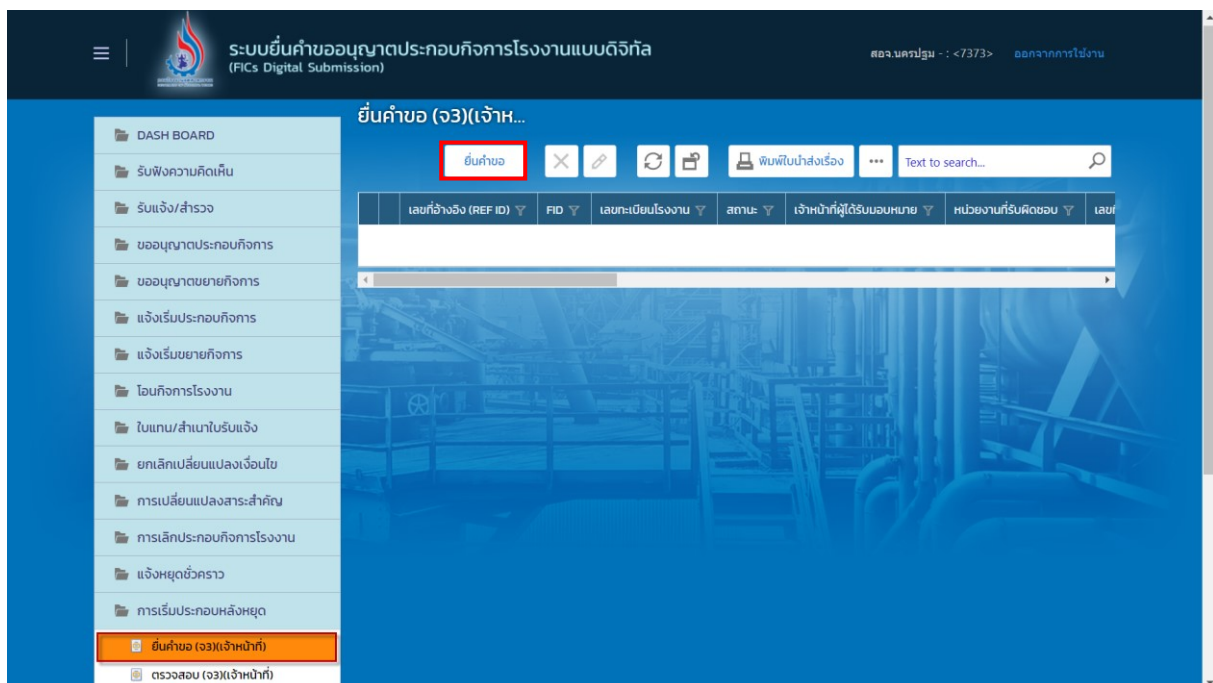 ระบบยื่นคำขออนุญาตประกอบกิจการโรงงานแบบดิจิทัล
(FICs Digital Submission)
สอจ.นครปฐม - : <7373> ออกจากการใช้งาน
ยื่นคำขอ (จ3)(เจ้าห...
ยื่นคำขอ พิมพ์ใบนำส่งเรื่อง ••• Text to search...
เลขที่อ้างอิง (REF ID) FID เลขทะเบียนโรงงาน สถานะ เจ้าหน้าที่ผู้ได้รับมอบหมาย หน่วยงานที่รับผิดชอบ
DASH BOARD
รับฟังความคิดเห็น
รับแจ้ง/สำรวจ
ขออนุญาตประกอบกิจการ
ขออนุญาตขยายกิจการ
แจ้งเริ่มประกอบกิจการ
แจ้งเริ่มขยายกิจการ
โอนกิจการโรงงาน
ใบแทน/สำเนาใบรับแจ้ง
ยกเลิกเปลี่ยนแปลงเงื่อนไข
การเปลี่ยนแปลงสาระสำคัญ
การเลิกประกอบกิจการโรงงาน
แจ้งหยุดชั่วคราว
การเริ่มประกอบหลังหยุด
ยื่นคำขอ (จ3)(เจ้าหน้าที่)
ตรวจสอบ (จ3)(เจ้าหน้าที่)